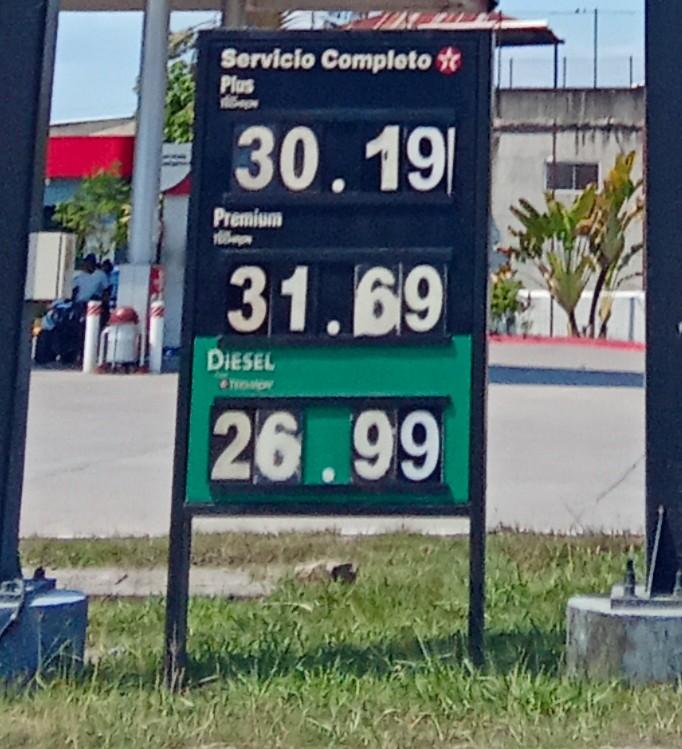 Servicio Completo
Plus
30.19
Premium
31.69
DIESEL
26.99